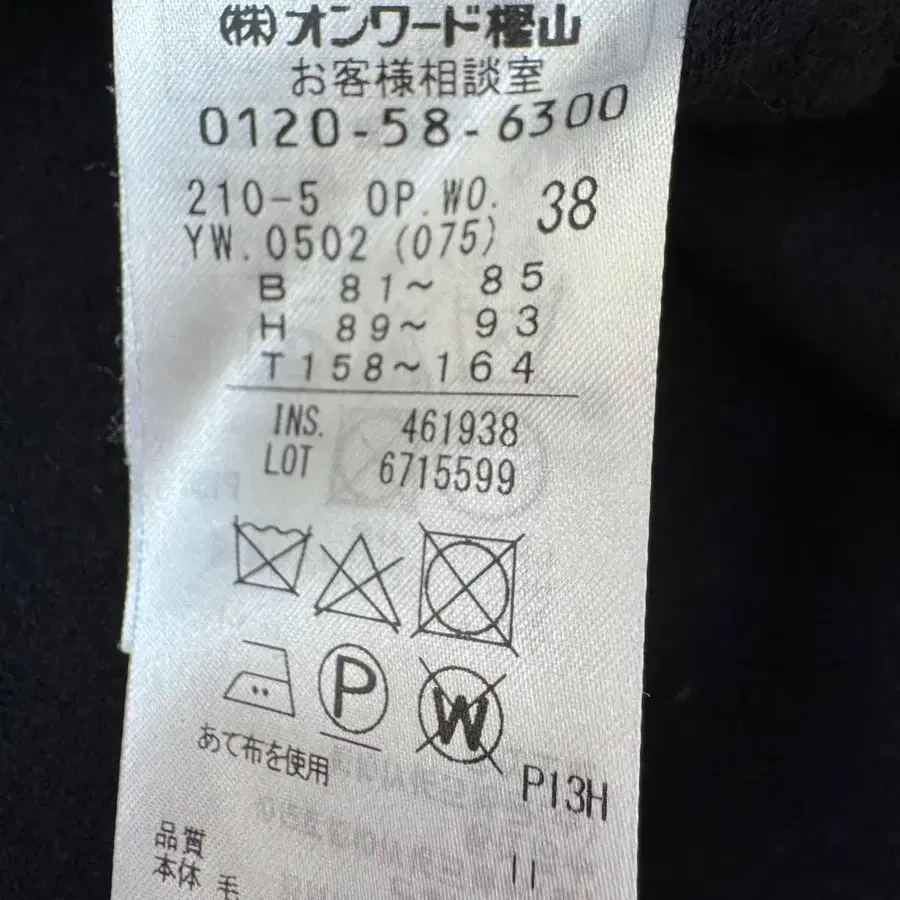 (株)オンワード樫山
お客様相談室
0120-58-6300
210-5 OP.WO. 38
YW.0502 (075)
B 81~ 85
H 89~ 93
T158~164
INS. 461938
LOT 6715599
P
W
あて布を使用
P13H
11
品質
本体 毛